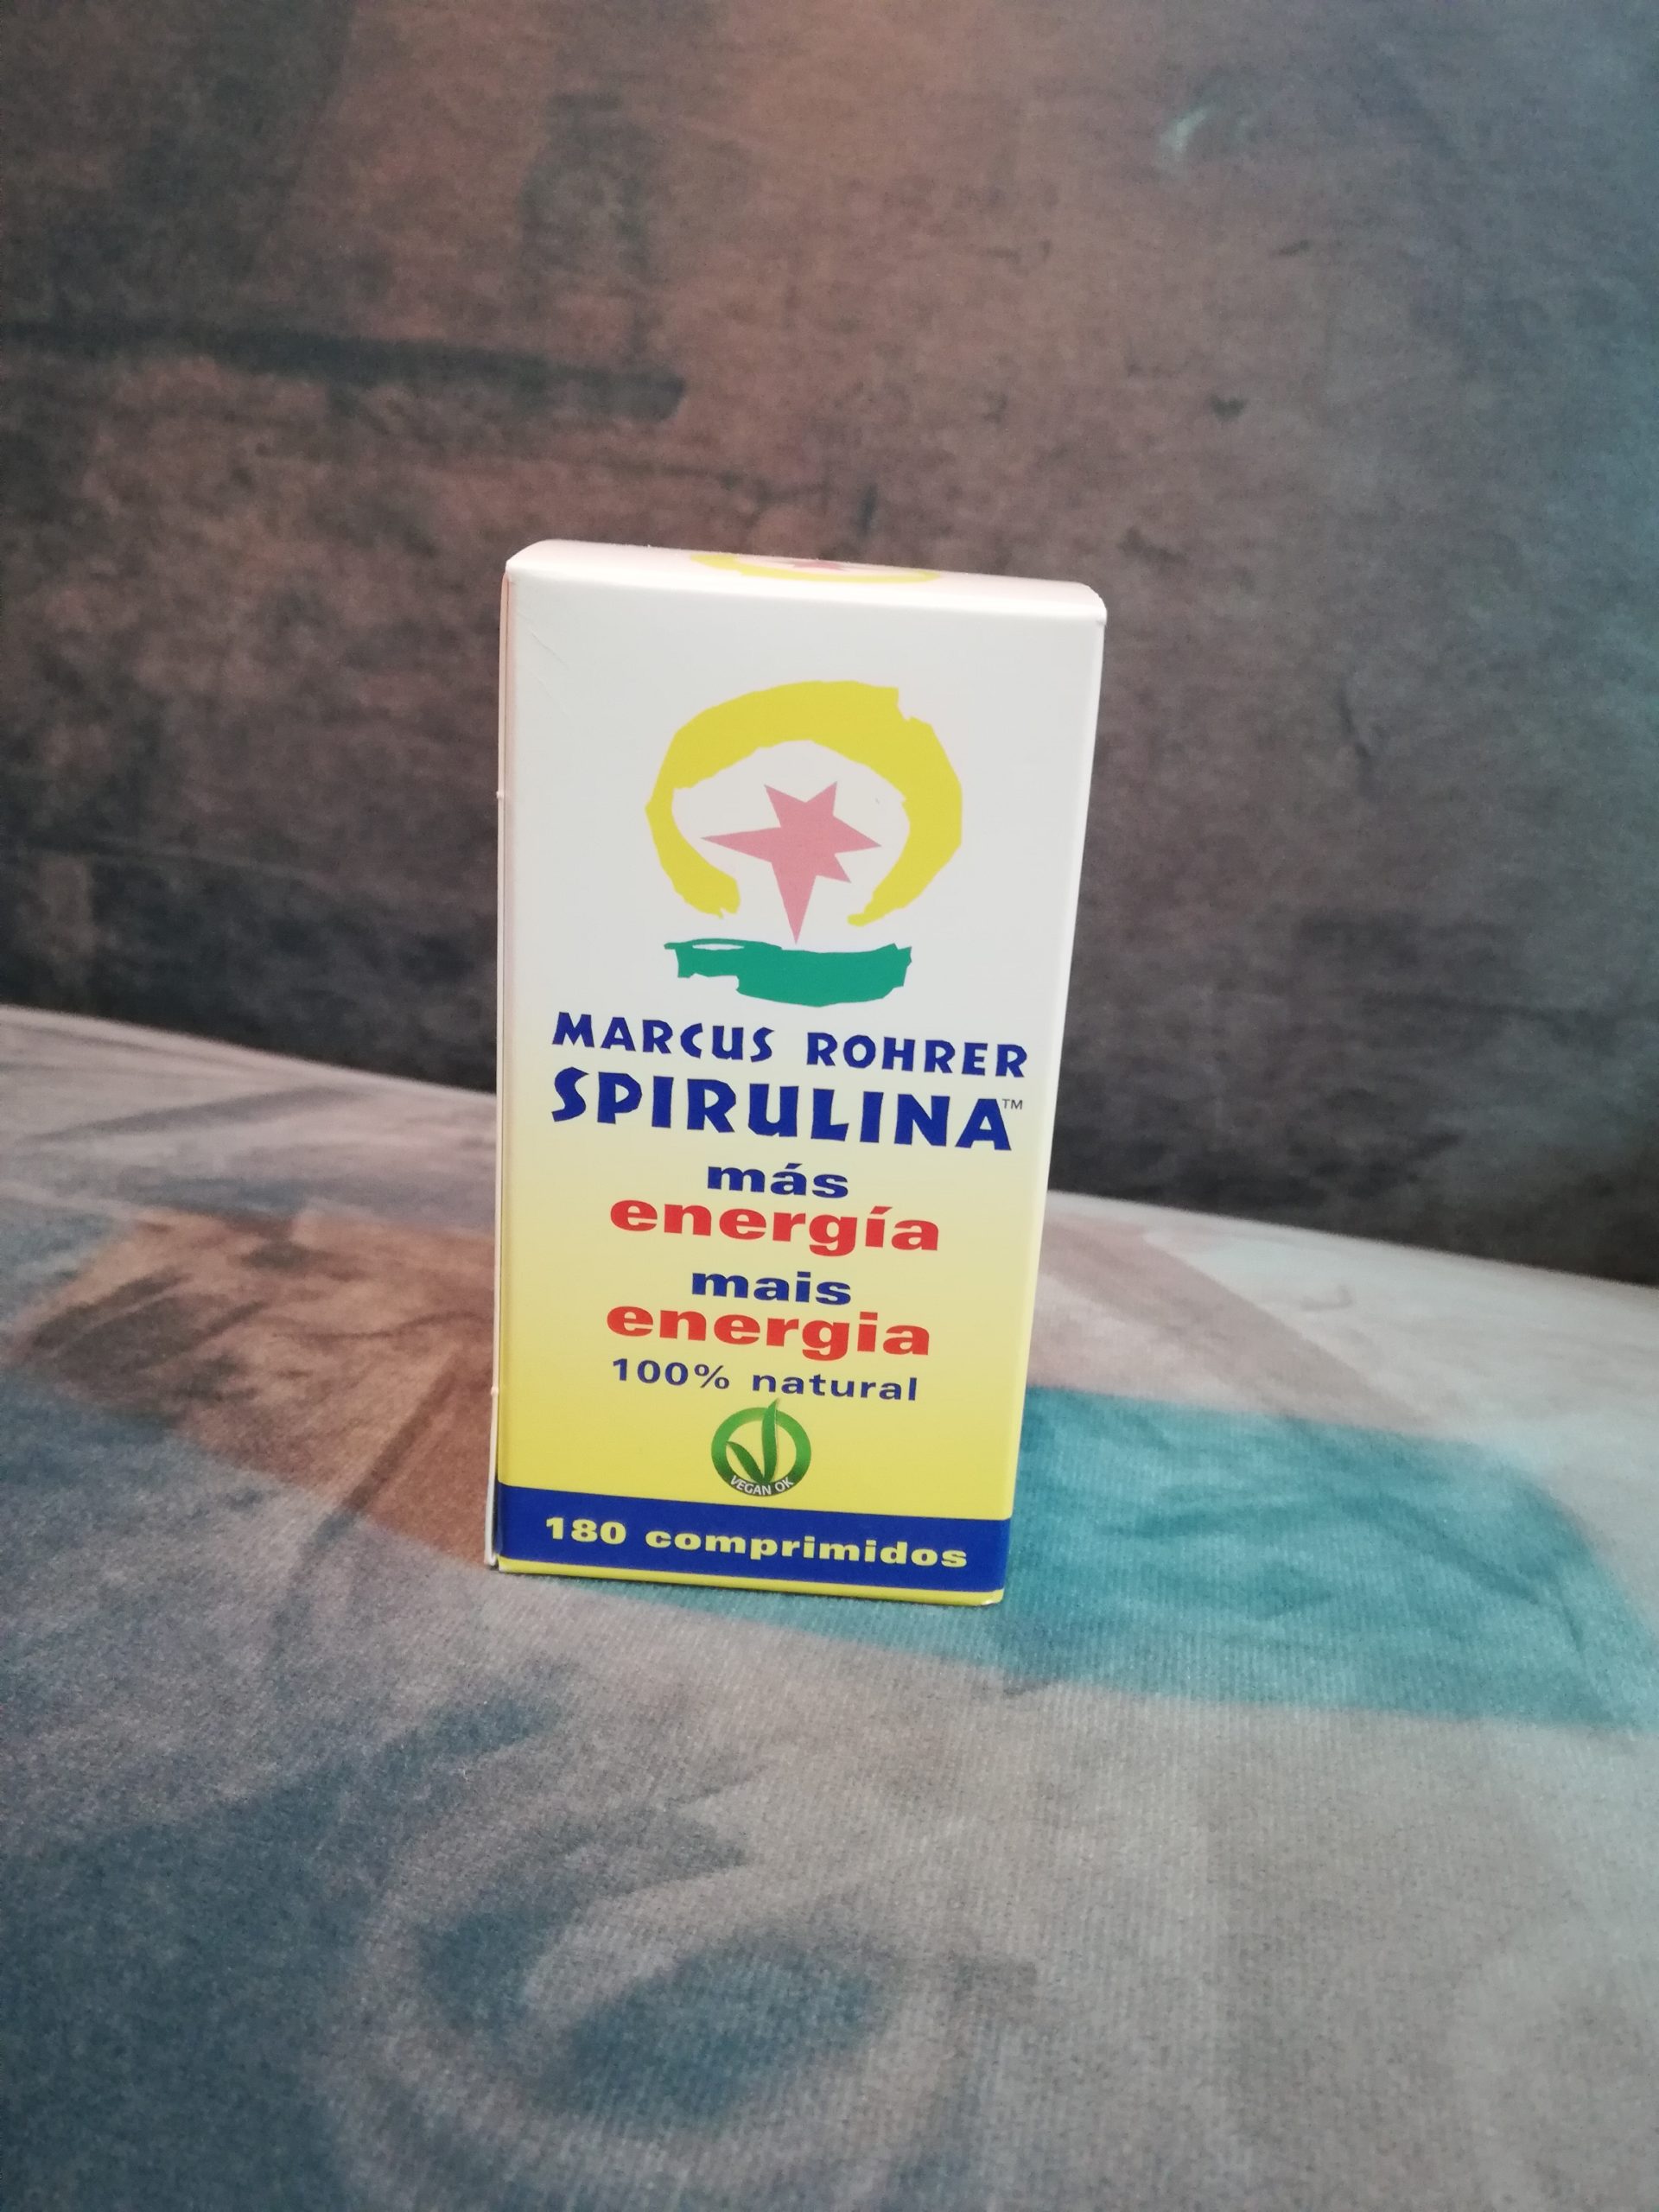 MARCUS ROHRER
SPIRULINA™
más
energía
mais
energia
100% natural
VEGAN OK
180 comprimidos